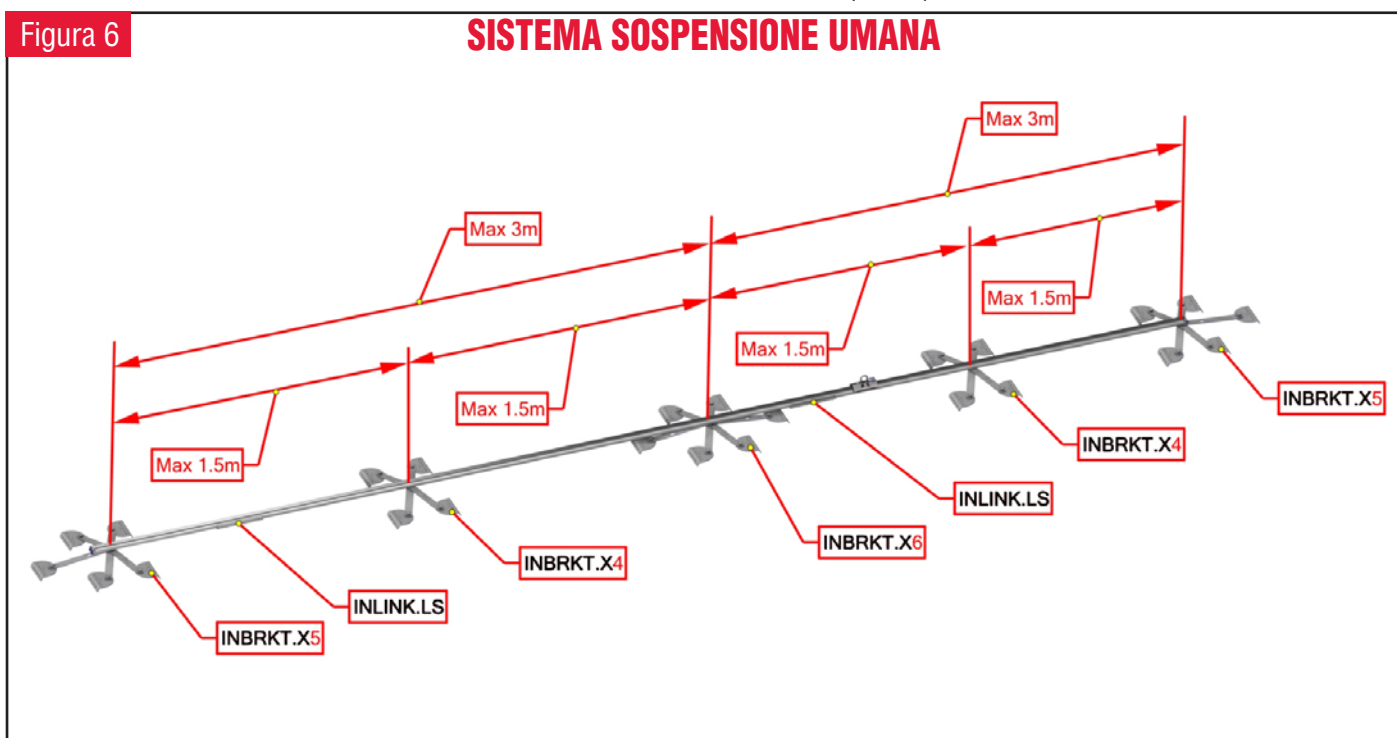 Figura 6
SISTEMA SOSPENSIONE UMANA
Max 3m
Max 3m
Max 1.5m
Max 1.5m
Max 1.5m
Max 1.5m
INBRKT.X5
INBRKT.X4
INLINK.LS
INBRKT.X6
INBRKT.X4
INLINK.LS
INBRKT.X5